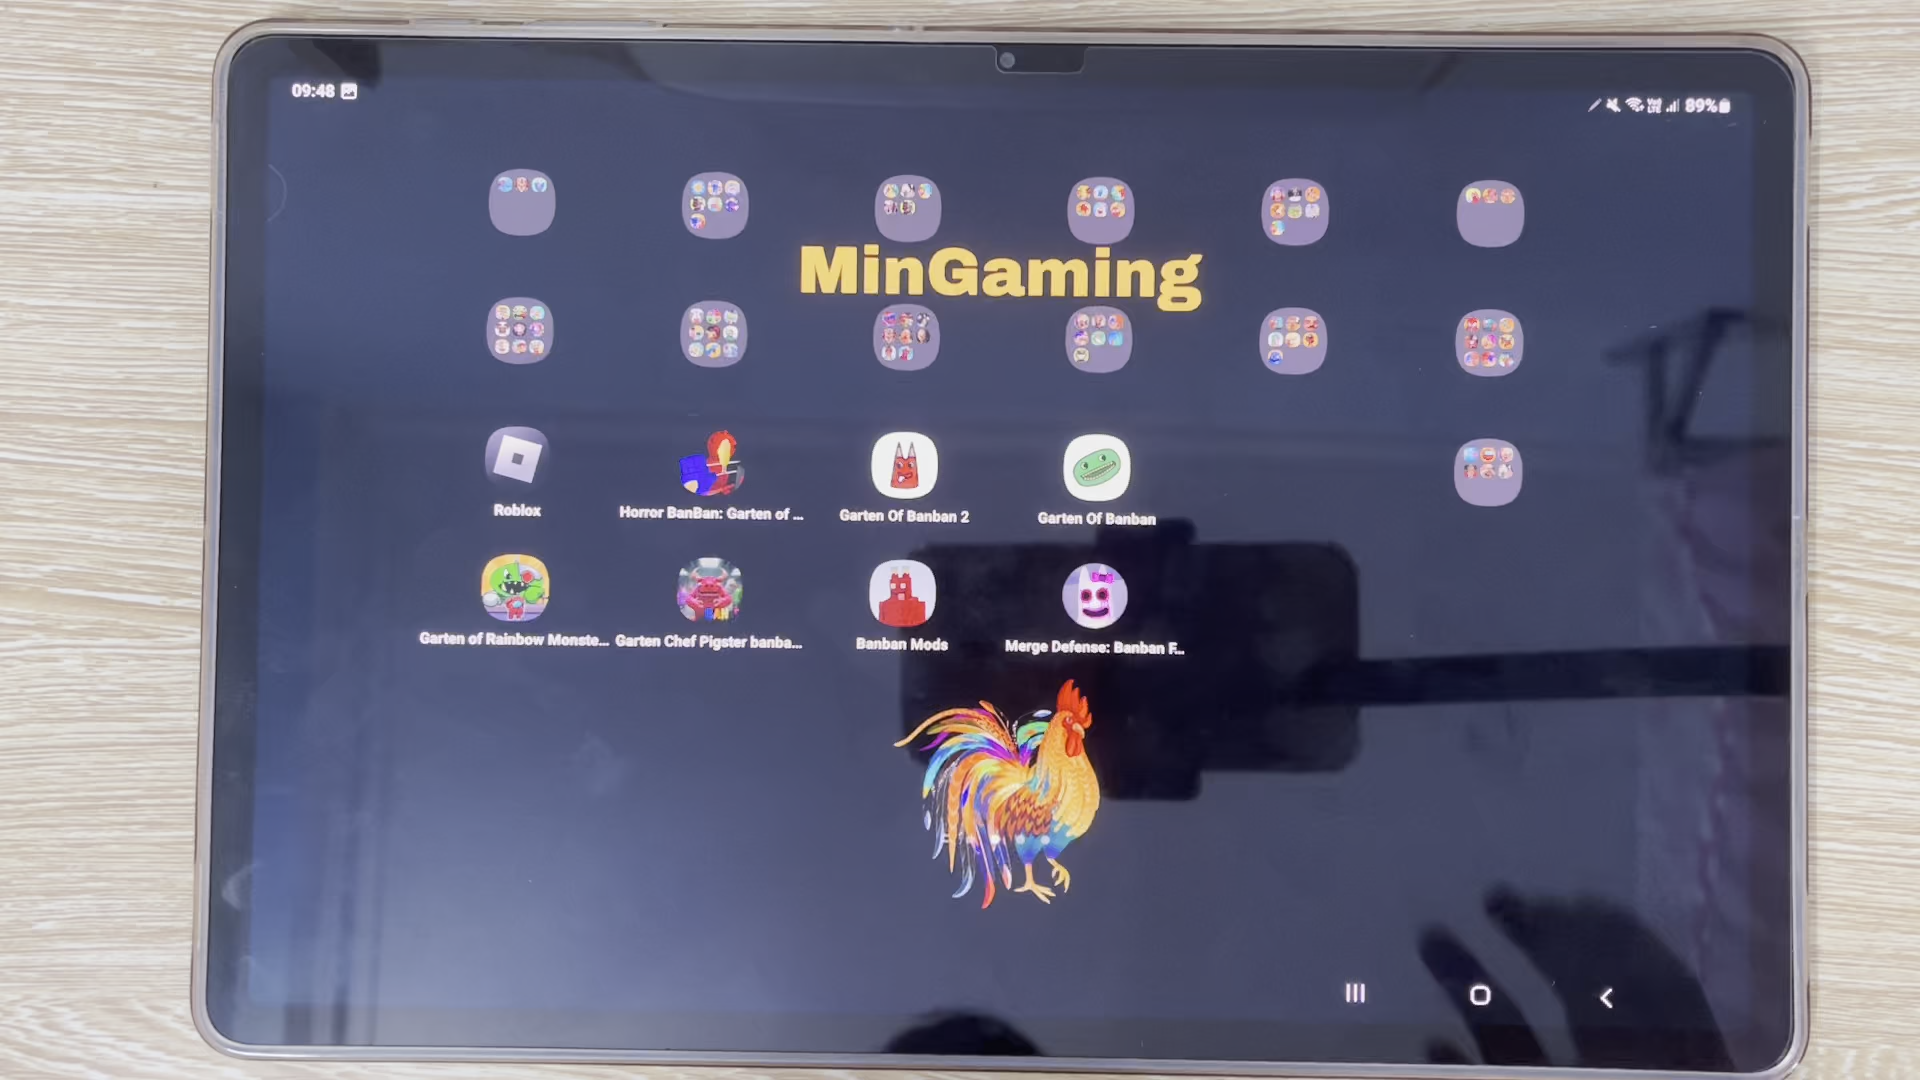 09:48
89%
MinGaming
Roblox
Horror BanBan: Garten of ...
Garten Of Banban 2
Garten Of Banban
Garten of Rainbow Monste...
Garten Chef Pigster banba...
Banban Mods
Merge Defense: Banban F...